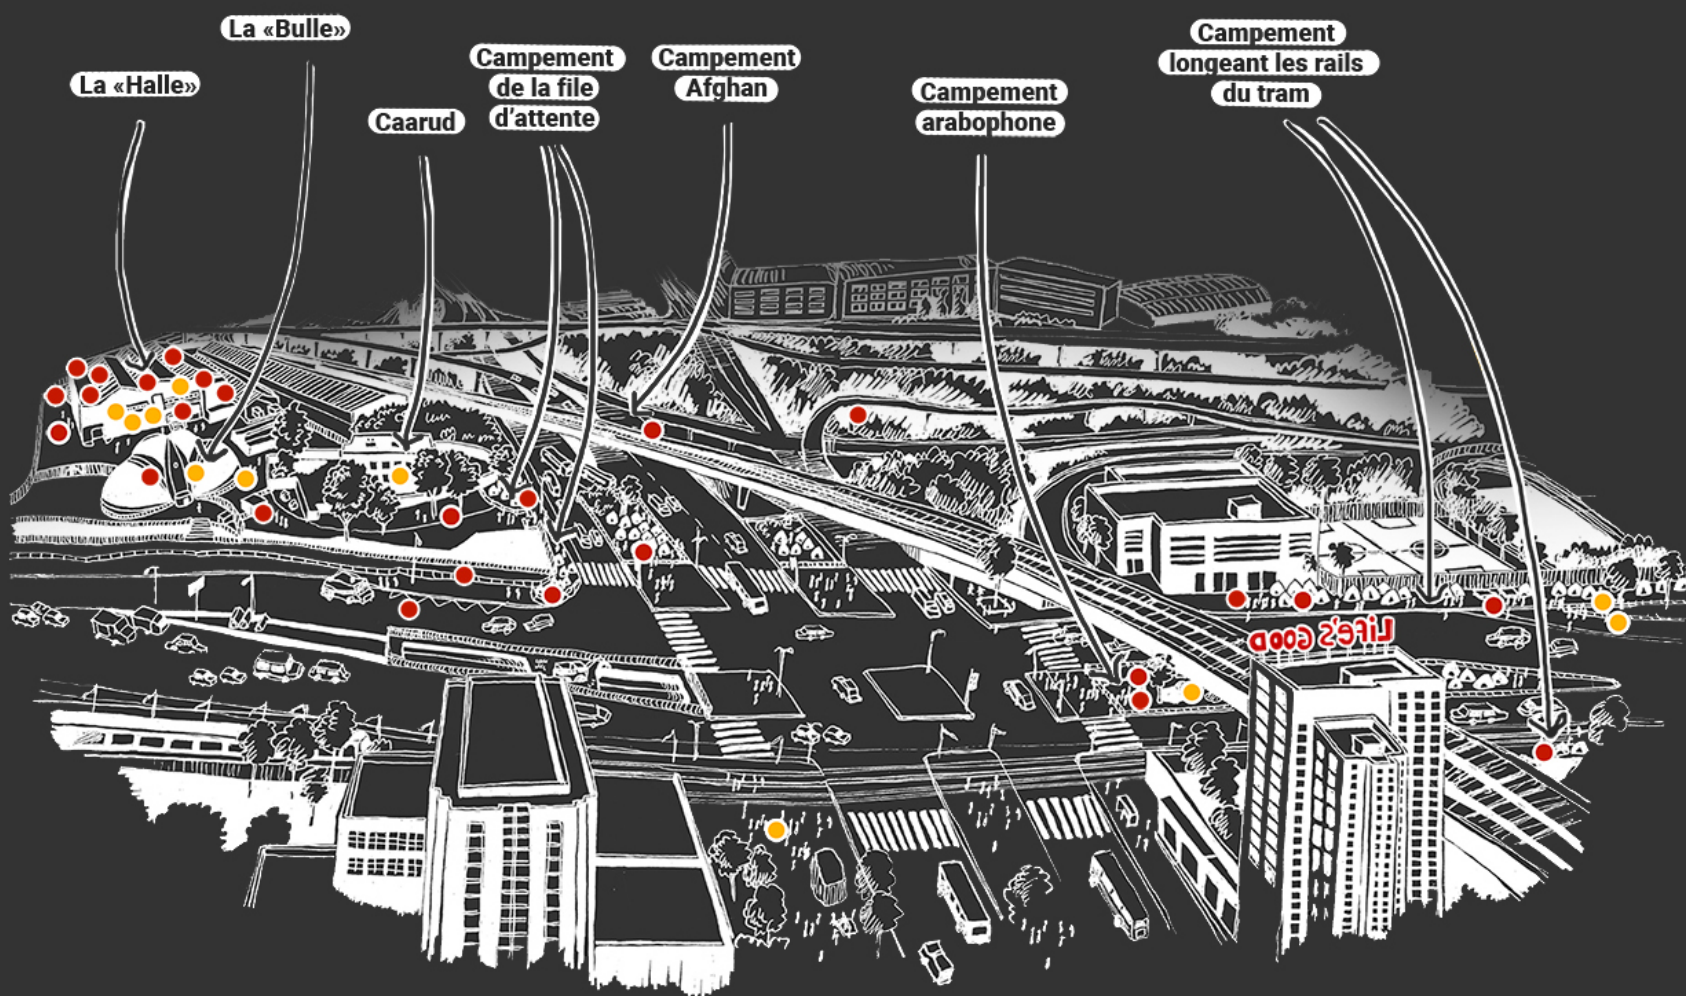 La «Bulle»
La «Halle»
Caarud
Campement
de la file
d'attente
Campement
Afghan
Campement
arabophone
Campement
longeant les rails
du tram
LIFE'S GOOD